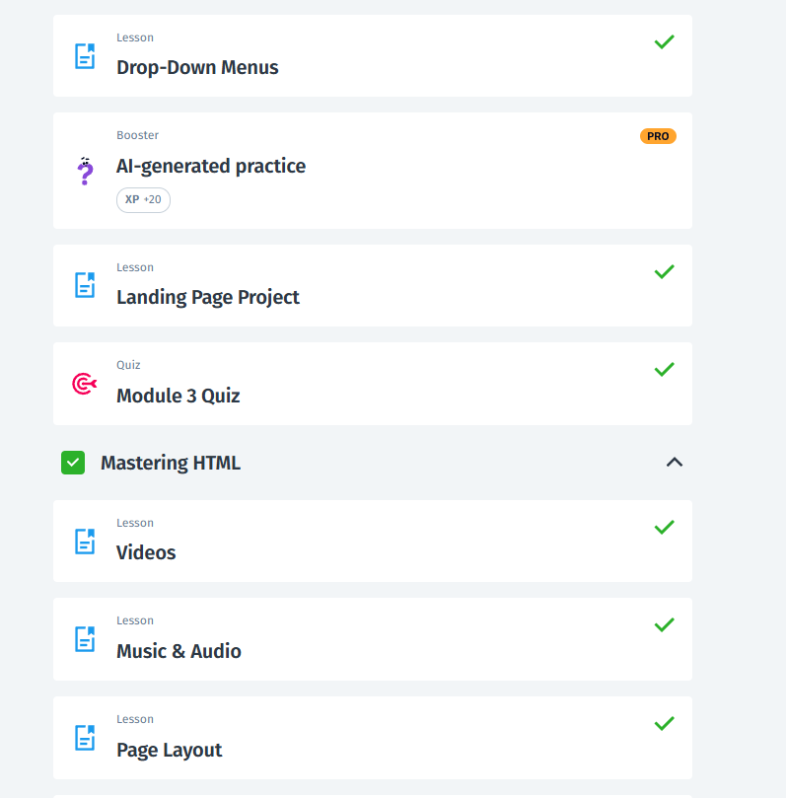 Lesson
Drop-Down Menus
Booster
PRO
AI-generated practice
XP +20
Lesson
Landing Page Project
Quiz
Module 3 Quiz
Mastering HTML
Lesson
Videos
Lesson
Music & Audio
Lesson
Page Layout